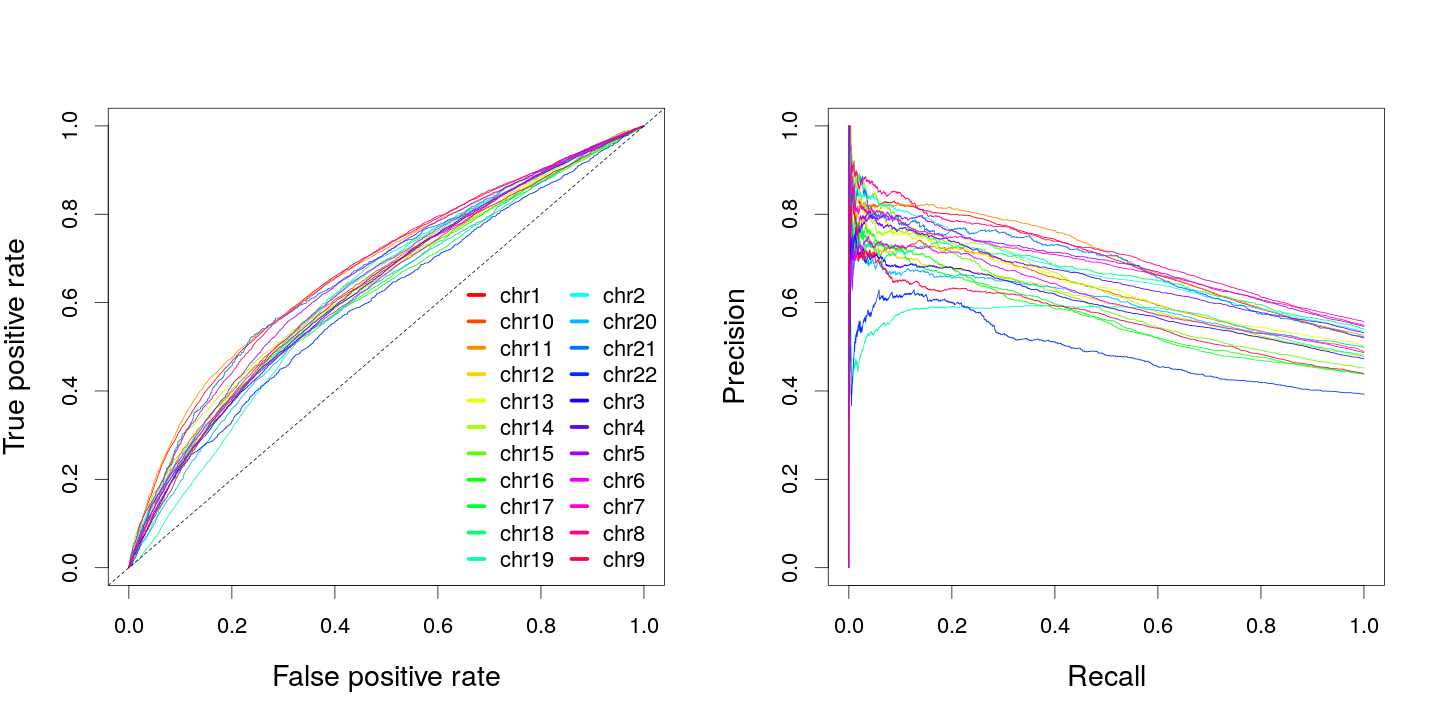 True positive rate
1.0
0.8
0.6
0.4
0.2
0.0
chr1 chr2
chr10 chr20
chr11 chr21
chr12 chr22
chr13 chr3
chr14 chr4
chr15 chr5
chr16 chr6
chr17 chr7
chr18 chr8
chr19 chr9
0.0 0.2 0.4 0.6 0.8 1.0
False positive rate
Precision
1.0
0.8
0.6
0.4
0.2
0.0
0.0 0.2 0.4 0.6 0.8 1.0
Recall